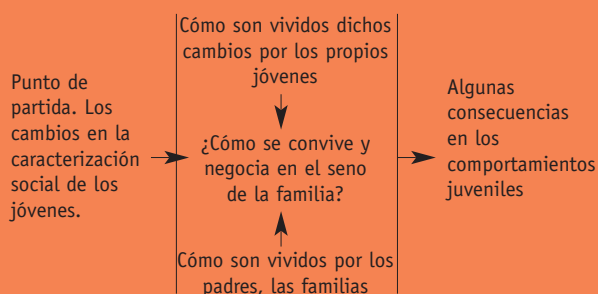 Punto de
partida. Los
cambios en la
caracterización
social de los
jóvenes.
Cómo son vividos dichos
cambios por los propios
jóvenes
¿Cómo se convive y
negocia en el seno
de la familia?
Cómo son vividos por los
padres, las familias
Algunas
consecuencias
en los
comportamientos
juveniles